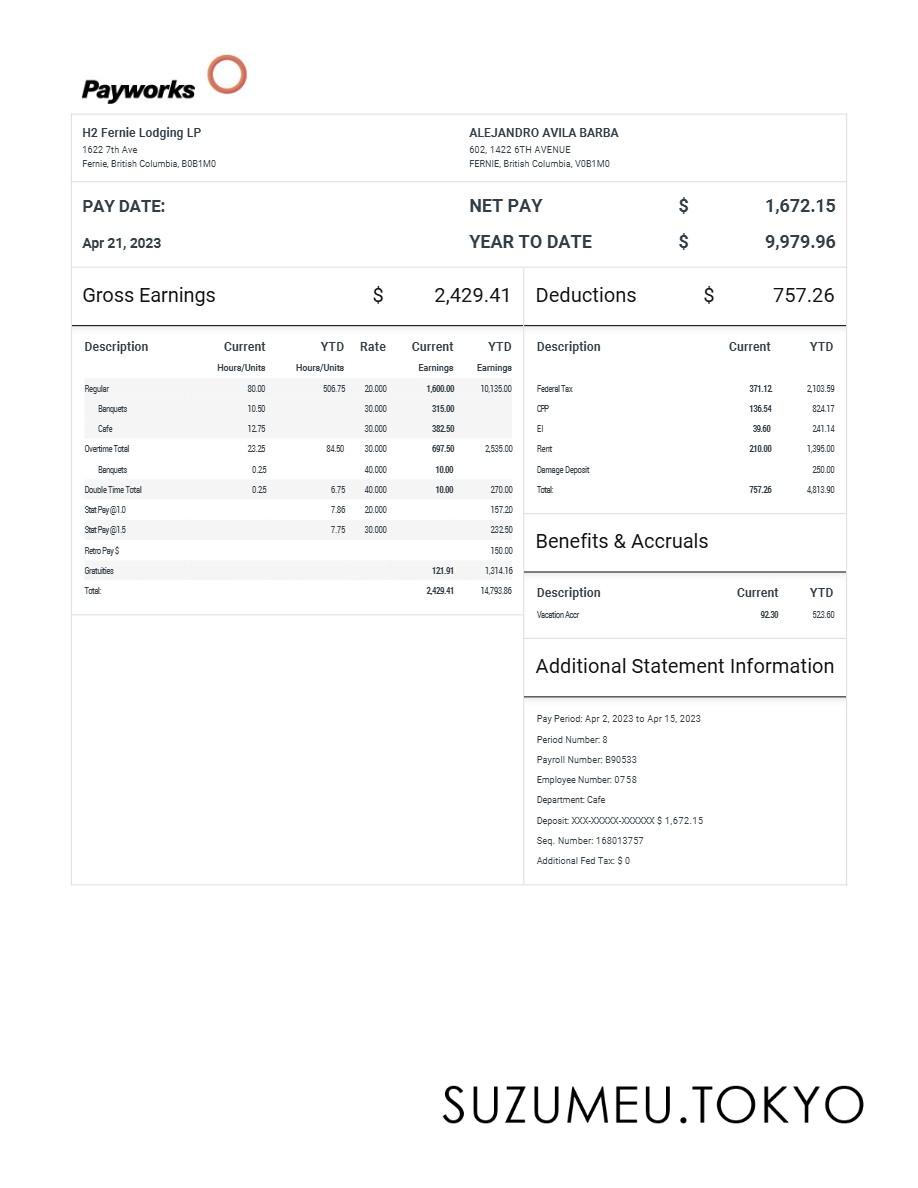 Payworks
H2 Fernie Lodging LP
1622 7th Ave
Fernie, British Columbia, B0B1M0
ALEJANDRO AVILA BARBA
602, 1422 6TH AVENUE
FERNIE, British Columbia, V0B1M0
PAY DATE:
Apr 21, 2023
NET PAY $ 1,672.15
YEAR TO DATE $ 9,979.96
Gross Earnings $ 2,429.41
Description Current YTD Rate Current YTD
Hours/Units Hours/Units Earnings Earnings
Regular 80.00 506.75 20.000 1,600.00 10,135.00
Banquets 10.50 30.000 315.00
Cafe 12.75 30.000 382.50
Overtime Total 23.25 84.50 30.000 697.50 2,535.00
Banquets 0.25 40.000 10.00
Double Time Total 0.25 6.75 40.000 10.00 270.00
Stat Pay @1.0 7.86 20.000 157.20
Stat Pay @1.5 7.75 30.000 232.50
Retro Pay $ 150.00
Gratuities 121.91 1,314.16
Total: 2,429.41 14,793.86
Deductions $ 757.26
Description Current YTD
Federal Tax 371.12 2,103.59
CPP 136.54 824.17
EI 39.60 241.14
Rent 210.00 1,395.00
Damage Deposit 250.00
Total: 757.26 4,813.90
Benefits & Accruals
Description Current YTD
Vacation Accr 92.30 523.60
Additional Statement Information
Pay Period: Apr 2, 2023 to Apr 15, 2023
Period Number: 8
Payroll Number: B90533
Employee Number: 0758
Department: Cafe
Deposit: XXX-XXXXX-XXXXXX $ 1,672.15
Seq. Number: 168013757
Additional Fed Tax: $ 0
SUZUMEU.TOKYO